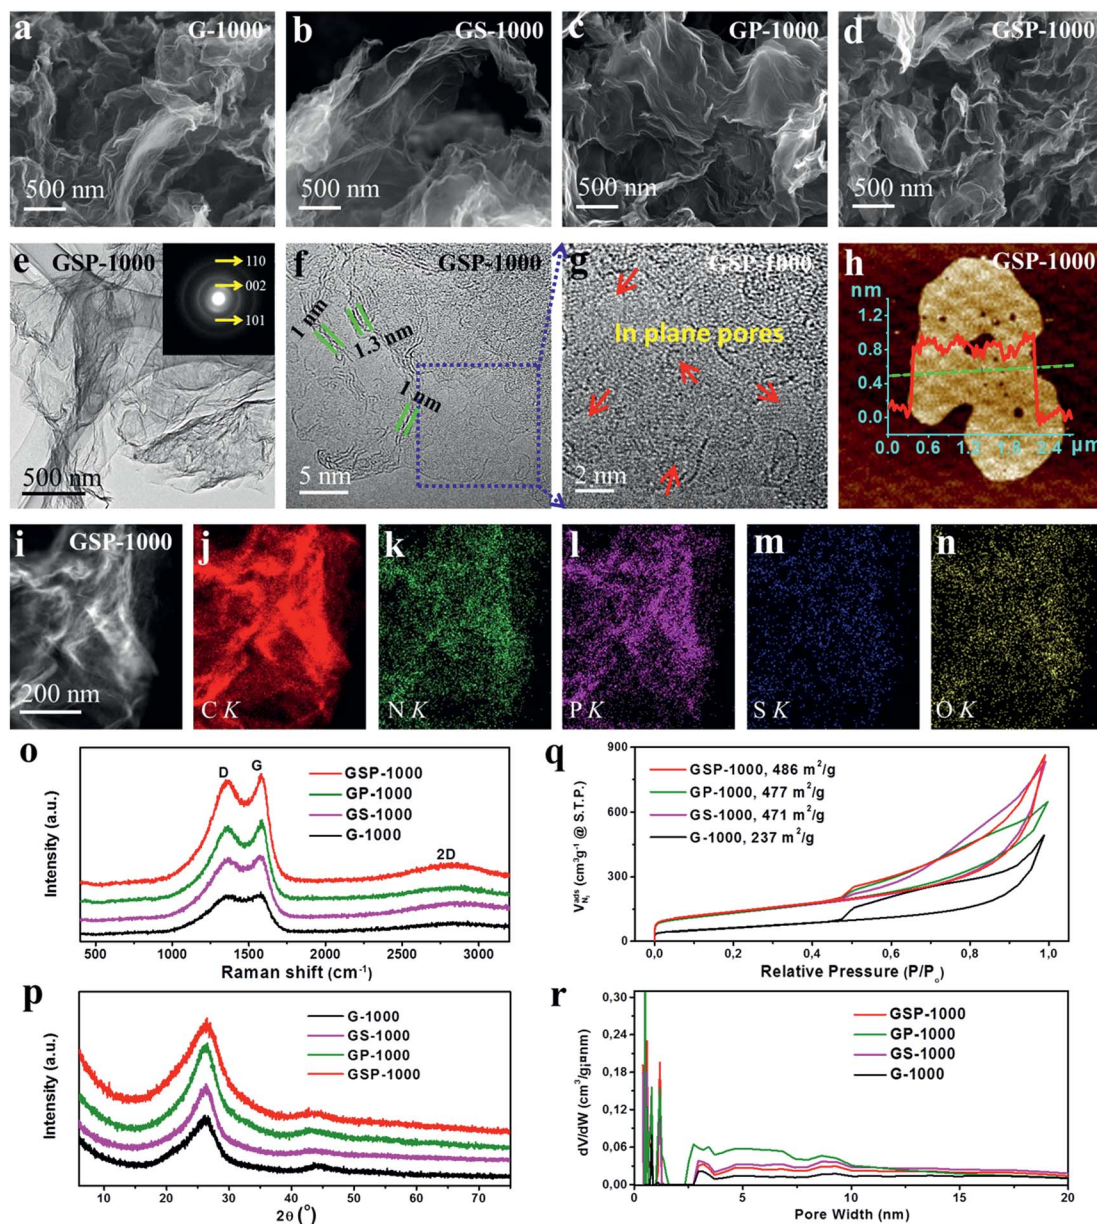 a G-1000
b GS-1000
c GP-1000
d GSP-1000
500 nm
500 nm
500 nm
500 nm
e GSP-1000
110
002
101
500 nm
f GSP-1000
1 nm
1.3 nm
1 nm
5 nm
g GSP-1000
In plane pores
2 nm
h GSP-1000
nm
1.2
0.8
0.4
0.0
0.0 0.6 1.2 1.8 2.4 µm
i GSP-1000
200 nm
j
C K
k
N K
l
P K
m
S K
n
O K
o
D
G
2D
GSP-1000
GP-1000
GS-1000
G-1000
Intensity (a.u.)
500 1000 1500 2000 2500 3000
Raman shift (cm⁻¹)
q
900
600
300
0
GSP-1000, 486 m²/g
GP-1000, 477 m²/g
GS-1000, 471 m²/g
G-1000, 237 m²/g
V N₂ ads (cm³g⁻¹ @ S.T.P.)
0,0 0,2 0,4 0,6 0,8 1,0
Relative Pressure (P/Pₒ)
p
G-1000
GS-1000
GP-1000
GSP-1000
Intensity (a.u.)
10 20 30 40 50 60 70
2θ (°)
r
0,30
0,24
0,18
0,12
0,06
0,00
GSP-1000
GP-1000
GS-1000
G-1000
dV/dW (cm³/g¡¤nm)
0 5 10 15 20
Pore Width (nm)